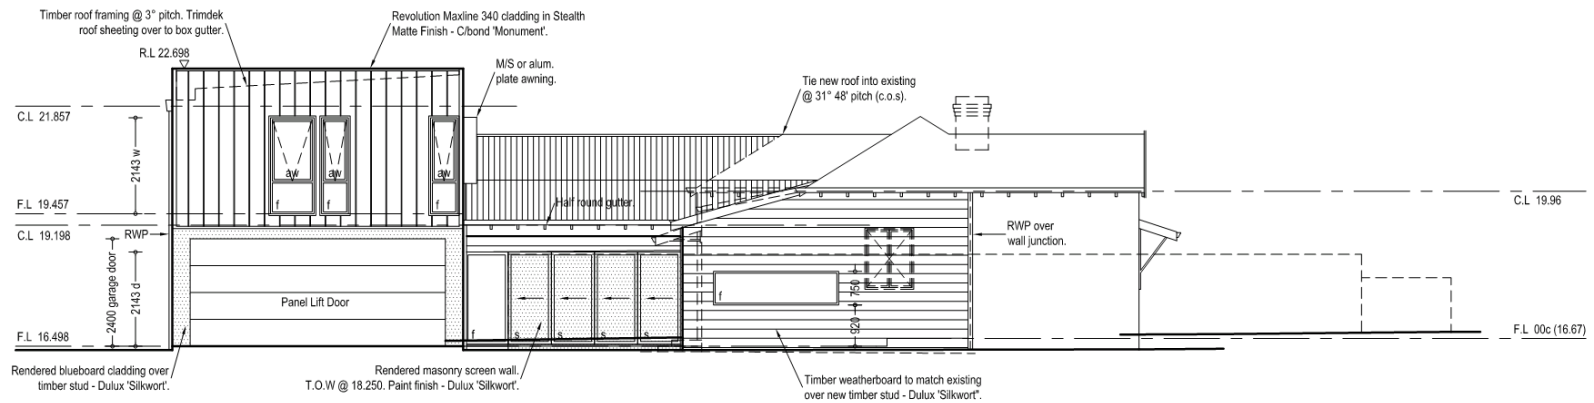 Timber roof framing @ 3° pitch. Trimdek
roof sheeting over to box gutter.
Revolution Maxline 340 cladding in Stealth
Matte Finish - C/bond 'Monument'.
R.L 22.698
M/S or alum.
plate awning.
Tie new roof into existing
@ 31° 48' pitch (c.o.s).
C.L 21.857
2143 w
aw
aw
aw
f
f
f
F.L 19.457
C.L 19.198
RWP
Half round gutter.
C.L 19.96
RWP over
wall junction.
2400 garage door
2143 d
Panel Lift Door
f
s
s
s
s
f
750
920
F.L 16.498
F.L 00c (16.67)
Rendered blueboard cladding over
timber stud - Dulux 'Silkwort'.
Rendered masonry screen wall.
T.O.W @ 18.250. Paint finish - Dulux 'Silkwort'.
Timber weatherboard to match existing
over new timber stud - Dulux 'Silkwort".